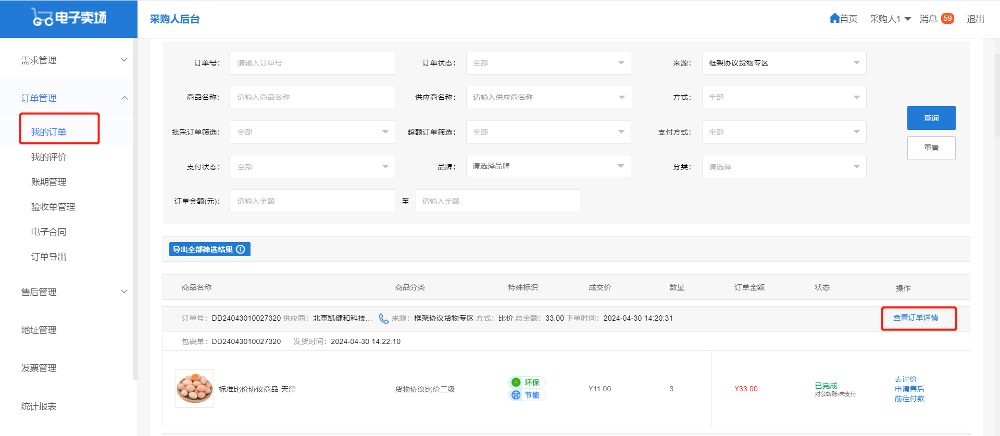 电子卖场
采购人后台
首页 采购人1 消息 59 退出
需求管理
订单管理
我的订单
我的评价
账期管理
验收单管理
电子合同
订单导出
售后管理
地址管理
发票管理
统计报表
订单号： 请输入订单号 订单状态： 全部 来源： 框架协议货物专区
商品名称： 请输入商品名称 供应商名称： 请输入供应商名称 方式： 全部
批采订单筛选： 全部 超额订单筛选： 全部 支付方式： 全部
支付状态： 全部 品牌： 请选择品牌 分类： 请选择
订单金额(元)： 请输入金额 至 请输入金额
查询
重置
导出全部筛选结果
商品名称 商品分类 特殊标识 成交价 数量 订单金额 状态 操作
订单号： DD24043010027320 供应商： 北京凯健和科技... 来源： 框架协议货物专区 方式： 比价 总金额： 33.00 下单时间： 2024-04-30 14:20:31 查看订单详情
包裹单： DD24043010027320 发货时间： 2024-04-30 14:22:10
标准比价协议商品-天津 货物协议比价三级 ¥11.00 3 ¥33.00
环保
节能
已完成
对公转账-未支付
去评价
申请售后
前往付款